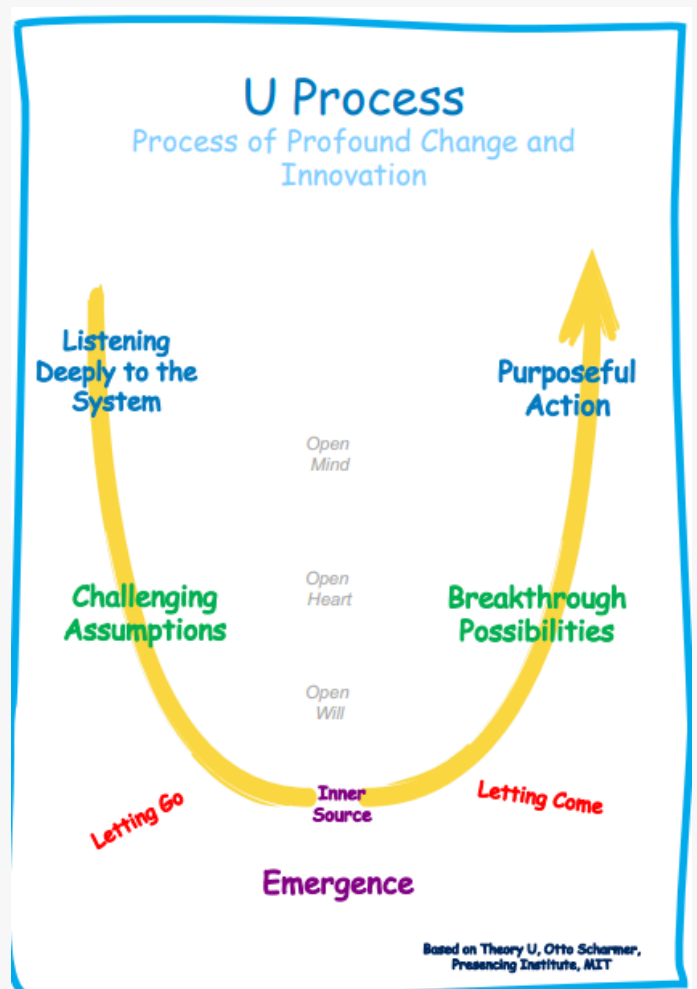 U Process
Process of Profound Change and
Innovation
Listening
Deeply to the
System
Purposeful
Action
Open
Mind
Challenging
Assumptions
Open
Heart
Breakthrough
Possibilities
Open
Will
Letting Go
Inner
Source
Letting Come
Emergence
Based on Theory U, Otto Scharmer,
Presencing Institute, MIT